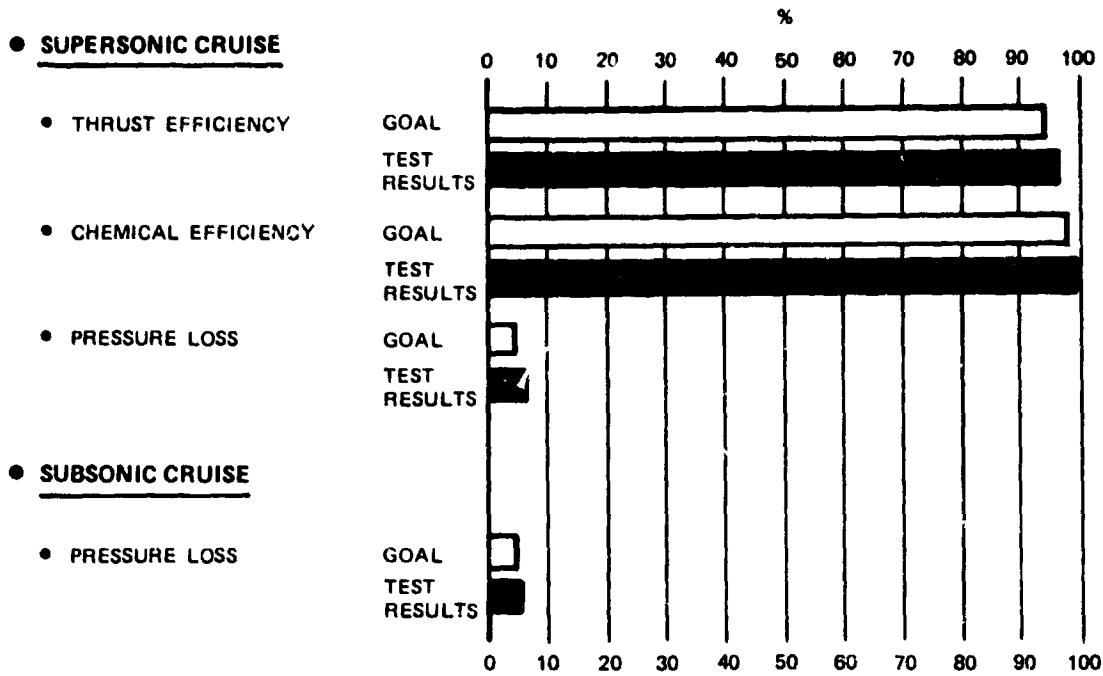 %
● SUPERSONIC CRUISE
0 10 20 30 40 50 60 70 80 90 100
● THRUST EFFICIENCY GOAL
TEST
RESULTS
● CHEMICAL EFFICIENCY GOAL
TEST
RESULTS
● PRESSURE LOSS GOAL
TEST
RESULTS
● SUBSONIC CRUISE
● PRESSURE LOSS GOAL
TEST
RESULTS
0 10 20 30 40 50 60 70 80 90 100